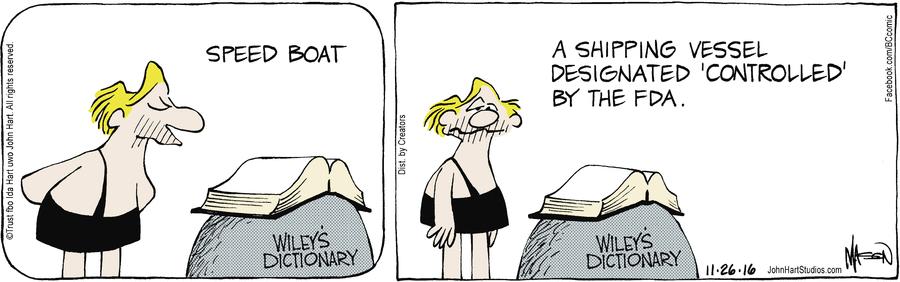 ©Trust fbo Ida Hart uwo John Hart. All rights reserved.
SPEED BOAT
WILEY'S
DICTIONARY
Dist. by Creators
A SHIPPING VESSEL
DESIGNATED 'CONTROLLED'
BY THE FDA.
WILEY'S
DICTIONARY
Facebook.com/BCcomic
11·26·16
JohnHartStudios.com
MASON